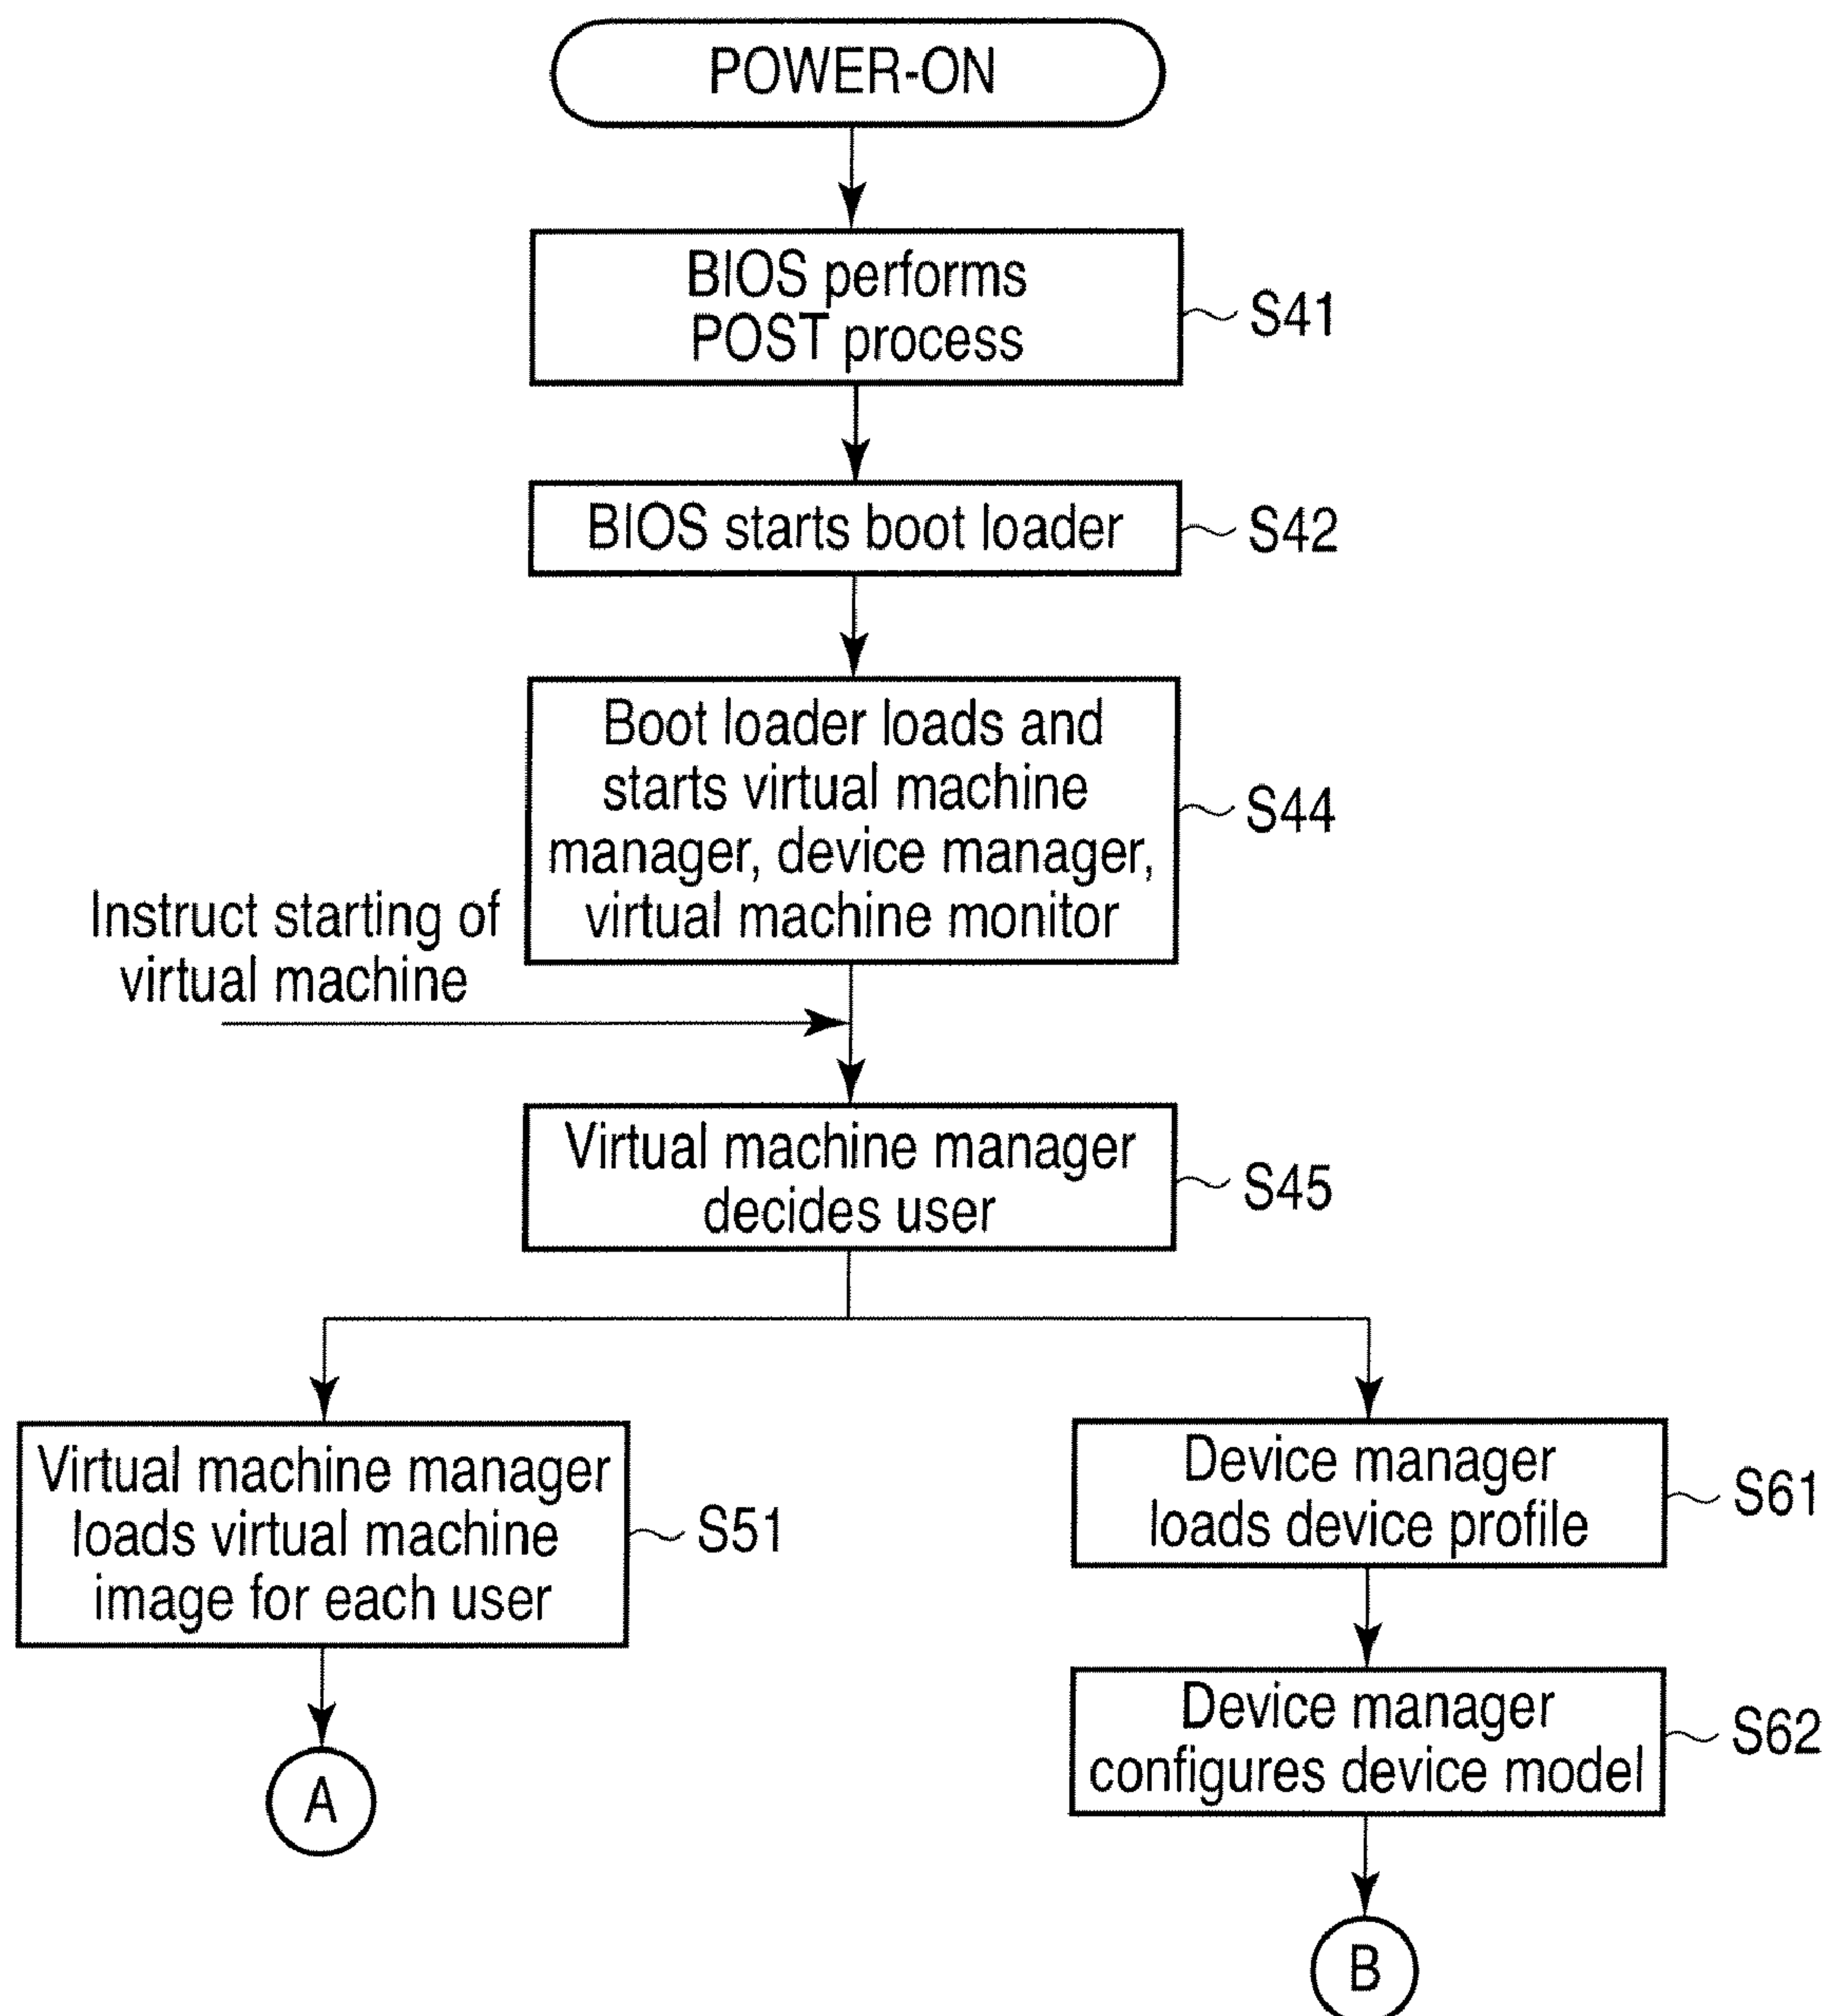 POWER-ON
BIOS performs
POST process
S41
BIOS starts boot loader
S42
Boot loader loads and
starts virtual machine
manager, device manager,
virtual machine monitor
S44
Instruct starting of
virtual machine
Virtual machine manager
decides user
S45
Virtual machine manager
loads virtual machine
image for each user
S51
A
Device manager
loads device profile
S61
Device manager
configures device model
S62
B